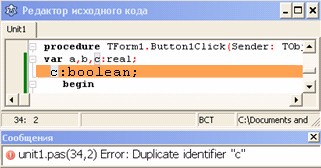 Редактор исходного кода
Unit1
procedure TForm1.Button1Click(Sender: TObj
var a,b,c:real;
c:boolean;
begin
34: 2 ВСТ C:\Documents and
Сообщения
unit1.pas(34,2) Error: Duplicate identifier "c"